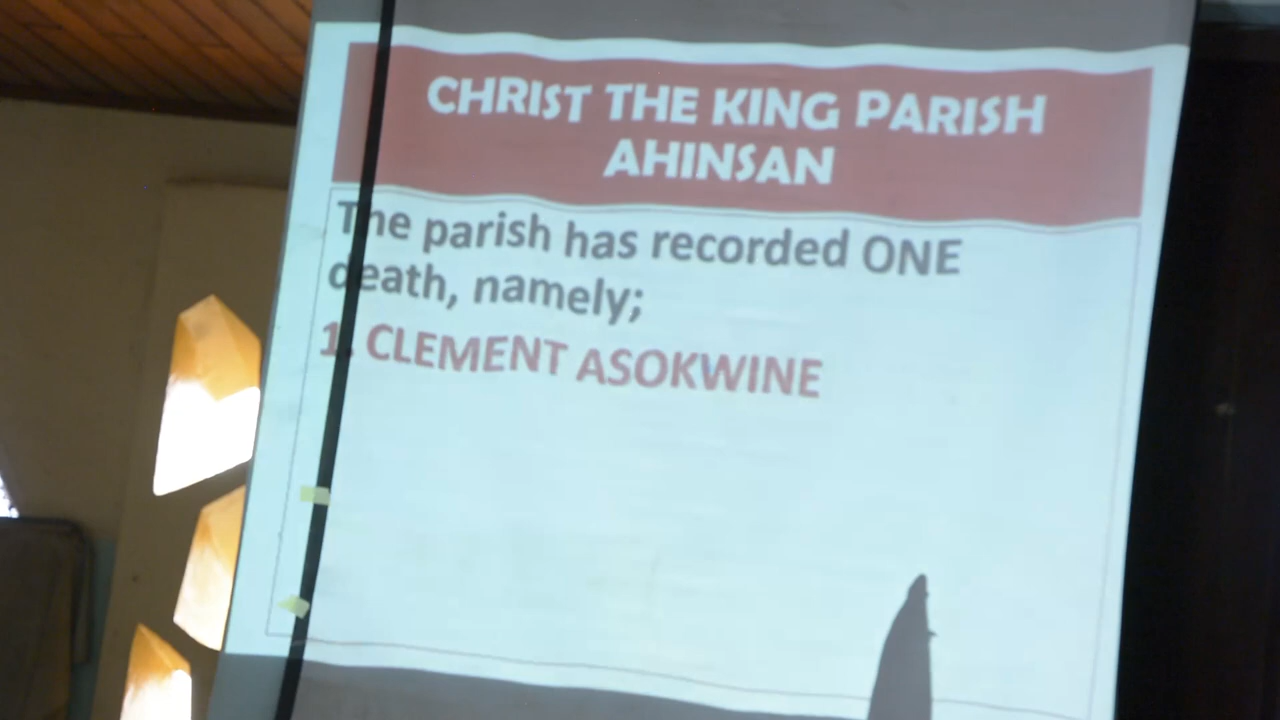 CHRIST THE KING PARISH
AHINSAN
The parish has recorded ONE
death, namely;
1. CLEMENT ASOKWINE